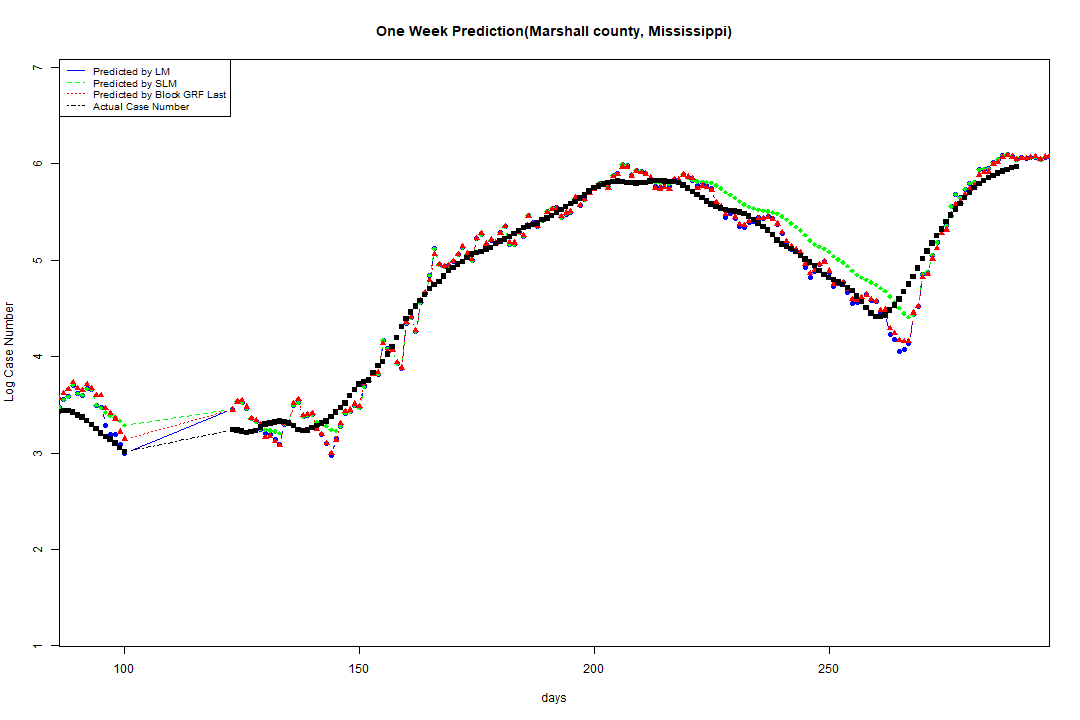 One Week Prediction(Marshall county, Mississippi)
Predicted by LM
Predicted by SLM
Predicted by Block GRF Last
Actual Case Number
7
6
5
4
3
2
1
Log Case Number
100 150 200 250
days